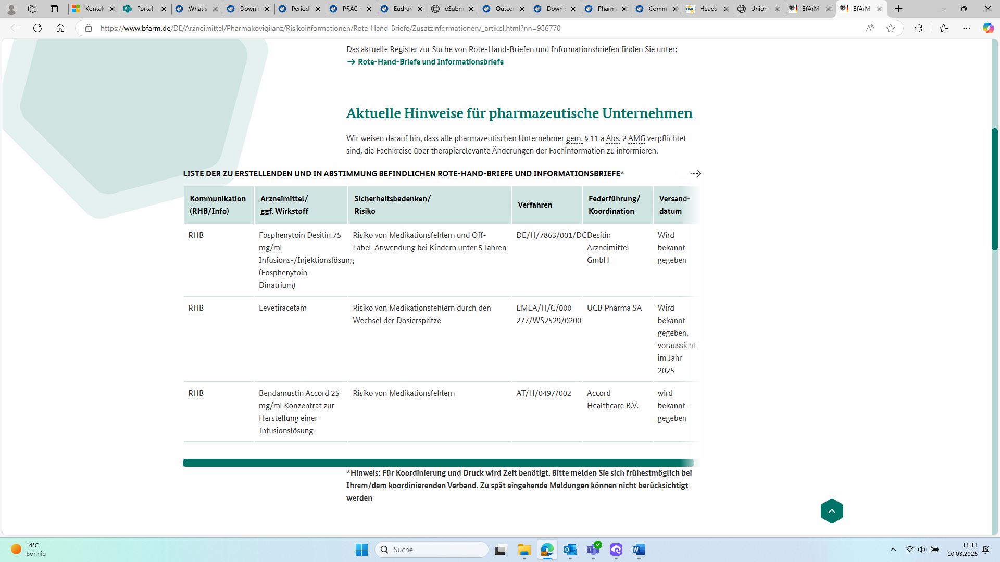 Kontak
Portal -
What's
Downlo
Periodi
PRAC r
EudraV
eSubm
Outcor
Downlo
Pharma
Commi
Heads
Union
BfArM
BfArM
https://www.bfarm.de/DE/Arzneimittel/Pharmakovigilanz/Risikoinformationen/Rote-Hand-Briefe/Zusatzinformationen/_artikel.html?nn=986770
Das aktuelle Register zur Suche von Rote-Hand-Briefen und Informationsbriefen finden Sie unter:
Rote-Hand-Briefe und Informationsbriefe
Aktuelle Hinweise für pharmazeutische Unternehmen
Wir weisen darauf hin, dass alle pharmazeutischen Unternehmer gem. § 11 a Abs. 2 AMG verpflichtet
sind, die Fachkreise über therapierelevante Änderungen der Fachinformation zu informieren.
LISTE DER ZU ERSTELLENDEN UND IN ABSTIMMUNG BEFINDLICHEN ROTE-HAND-BRIEFE UND INFORMATIONSBRIEFE*
Kommunikation
(RHB/Info)
Arzneimittel/
ggf. Wirkstoff
Sicherheitsbedenken/
Risiko
Verfahren
Federführung/
Koordination
Versand-
datum
RHB
Fosphenytoin Desitin 75
mg/ml
Infusions-/Injektionslösung
(Fosphenytoin-
Dinatrium)
Risiko von Medikationsfehlern und Off-
Label-Anwendung bei Kindern unter 5 Jahren
DE/H/7863/001/DC
Desitin
Arzneimittel
GmbH
Wird
bekannt
gegeben
RHB
Levetiracetam
Risiko von Medikationsfehlern durch den
Wechsel der Dosierspritze
EMEA/H/C/000
277/WS2529/0200
UCB Pharma SA
Wird
bekannt
gegeben,
voraussichtli
im Jahr
2025
RHB
Bendamustin Accord 25
mg/ml Konzentrat zur
Herstellung einer
Infusionslösung
Risiko von Medikationsfehlern
AT/H/0497/002
Accord
Healthcare B.V.
wird
bekannt-
gegeben
*Hinweis: Für Koordinierung und Druck wird Zeit benötigt. Bitte melden Sie sich frühestmöglich bei
Ihrem/dem koordinierenden Verband. Zu spät eingehende Meldungen können nicht berücksichtigt
werden
14°C
Sonnig
Suche
11:11
10.03.2025